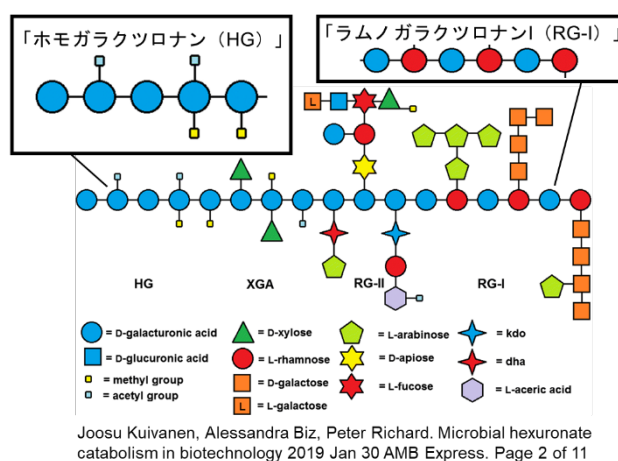 「ホモガラクツロナン（HG）」
「ラムノガラクツロナンI（RG-I）」
L
HG XGA RG-II RG-I
= D-galacturonic acid
= D-glucuronic acid
= methyl group
= acetyl group
= D-xylose
= L-rhamnose
= D-galactose
L = L-galactose
= L-arabinose
= D-apiose
= L-fucose
= kdo
= dha
= L-aceric acid
Joosu Kuivanen, Alessandra Biz, Peter Richard. Microbial hexuronate
catabolism in biotechnology 2019 Jan 30 AMB Express. Page 2 of 11